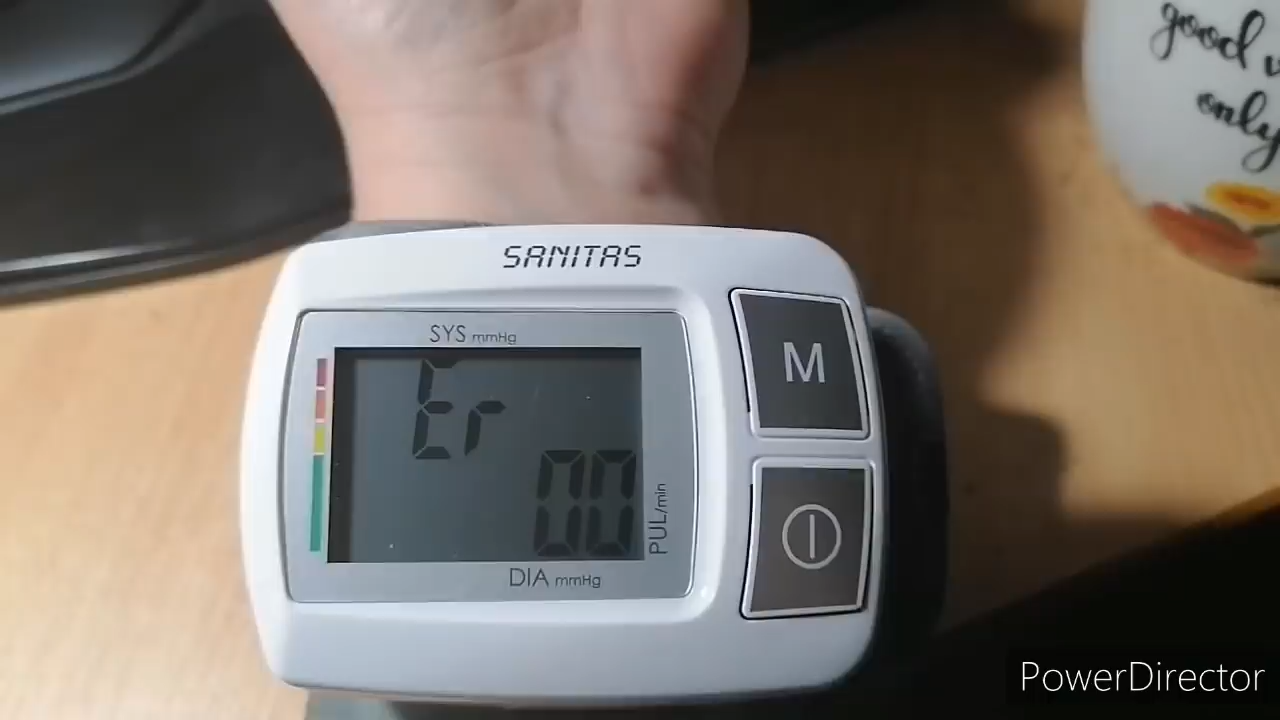 good
only
SANITAS
SYS mmHg
Er
00
PUL/min
DIA mmHg
M
PowerDirector